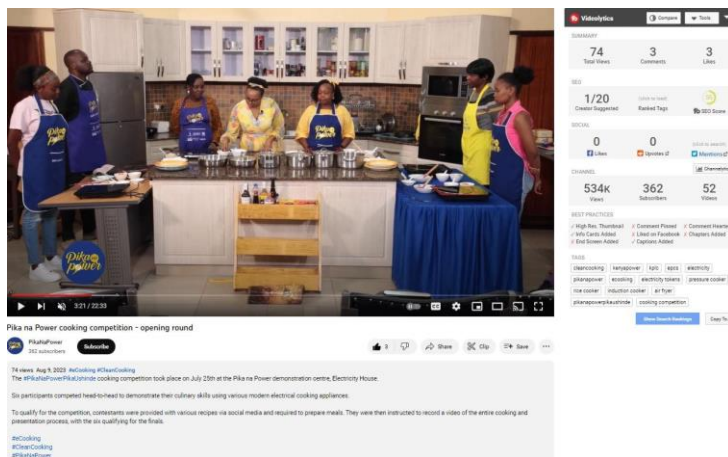 Pika na power
3:21 / 22:33
Pika na Power cooking competition - opening round
PikaNaPower
362 subscribers
Subscribe
3
Share
Clip
Save
74 views Aug 9, 2023 #eCooking #CleanCooking
The #PikaNaPowerPikaUshinde cooking competition took place on July 25th at the Pika na Power demonstration centre, Electricity House.
Six participants competed head-to-head to demonstrate their culinary skills using various modern electrical cooking appliances.
To qualify for the competition, contestants were provided with various recipes via social media and required to prepare meals. They were then instructed to record a video of the entire cooking and
presentation process, with the six qualifying for the finals.
#eCooking
#CleanCooking
#PikaNaPower
Vidolytics
Compare
Tools
SUMMARY
74 3 3
Total Views Comments Likes
SEO
1/20
Creator Suggested Ranked Tags SEO Score
SOCIAL
0 0
Likes Upvotes Mentions
CHANNEL
534K 362 52
Views Subscribers Videos
BEST PRACTICES
✓ High Res. Thumbnail ✗ Comment Pinned ✗ Comment Hearted
✓ Info Cards Added ✗ Liked on Facebook ✗ Chapters Added
✗ End Screen Added ✓ Captions Added
TAGS
cleancooking kenyapower kplc epcs electricity
pikanapower ecooking electricity tokens pressure cooker
rice cooker induction cooker air fryer
pikanapowerpikaushinde cooking competition
Copy To